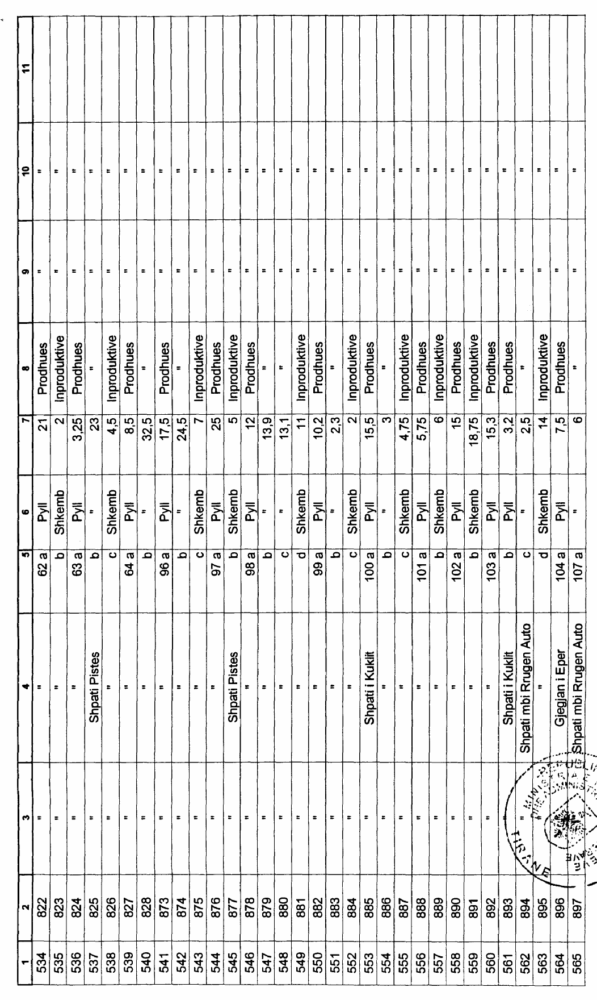 1 2 3 4 5 6 7 8 9 10 11
534 822 " " 62 a Pyll 21 Prodhues " "
535 823 " " b Shkemb 2 Inproduktive " "
536 824 " " 63 a Pyll 3,25 Prodhues " "
537 825 " Shpati Pistes b " 23 " " "
538 826 " " c Shkemb 4,5 Inproduktive " "
539 827 " " 64 a Pyll 8,5 Prodhues " "
540 828 " " b " 32,5 " " "
541 873 " " 96 a Pyll 17,5 Prodhues " "
542 874 " " b " 24,5 " " "
543 875 " " c Shkemb 7 Inproduktive " "
544 876 " " 97 a Pyll 25 Prodhues " "
545 877 " Shpati Pistes b Shkemb 5 Inproduktive " "
546 878 " " 98 a Pyll 12 Prodhues " "
547 879 " " b " 13,9 " " "
548 880 " " c " 13,1 " " "
549 881 " " d Shkemb 11 Inproduktive " "
550 882 " " 99 a Pyll 10,2 Prodhues " "
551 883 " " b " 2,3 " " "
552 884 " " c Shkemb 2 Inproduktive " "
553 885 " Shpati i Kuklit 100 a Pyll 15,5 Prodhues " "
554 886 " " b " 3 " " "
555 887 " " c Shkemb 4,75 Inproduktive " "
556 888 " " 101 a Pyll 5,75 Prodhues " "
557 889 " " b Shkemb 6 Inproduktive " "
558 890 " " 102 a Pyll 15 Prodhues " "
559 891 " " b Shkemb 18,75 Inproduktive " "
560 892 " " 103 a Pyll 15,3 Prodhues " "
561 893 " Shpati i Kuklit b Pyll 3,2 Prodhues " "
562 894 " Shpati mbi Rrugen Auto c " 2,5 " " "
563 895 " " d Shkemb 14 Inproduktive " "
564 896 Gjegjan i Eper 104 a Pyll 7,5 Prodhues " "
565 897 Shpati mbi Rrugen Auto 107 a " 6 " " "
TIRANE